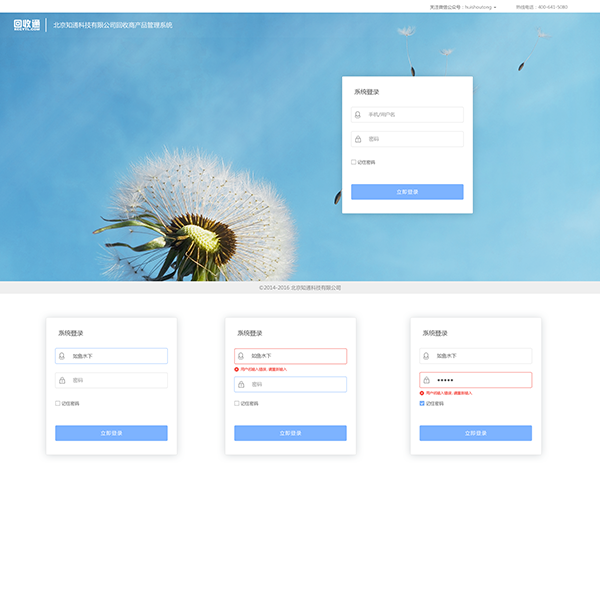 关注微信公众号：huishoutong
热线电话：400-641-5080
回收通
北京知通科技有限公司回收商产品管理系统
系统登录
手机/用户名
密码
记住密码
立即登录
©2014-2016 北京知通科技有限公司
系统登录
如鱼水下
密码
记住密码
立即登录
系统登录
如鱼水下
用户名输入错误，请重新输入
密码
记住密码
立即登录
系统登录
如鱼水下
用户名输入错误，请重新输入
记住密码
立即登录